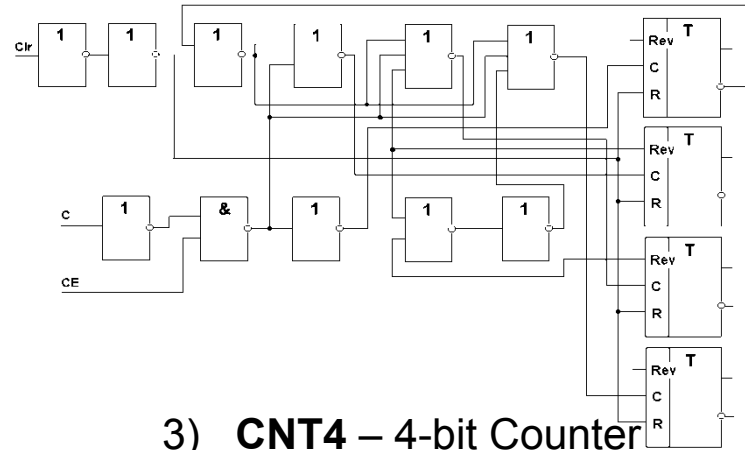 1 1 1 1 1 1 T
Clr
Rev
C
R
T
Rev
C
R
C 1 & 1 1 1
CE
T
Rev
C
R
T
Rev
C
R
3) CNT4 – 4-bit Counter